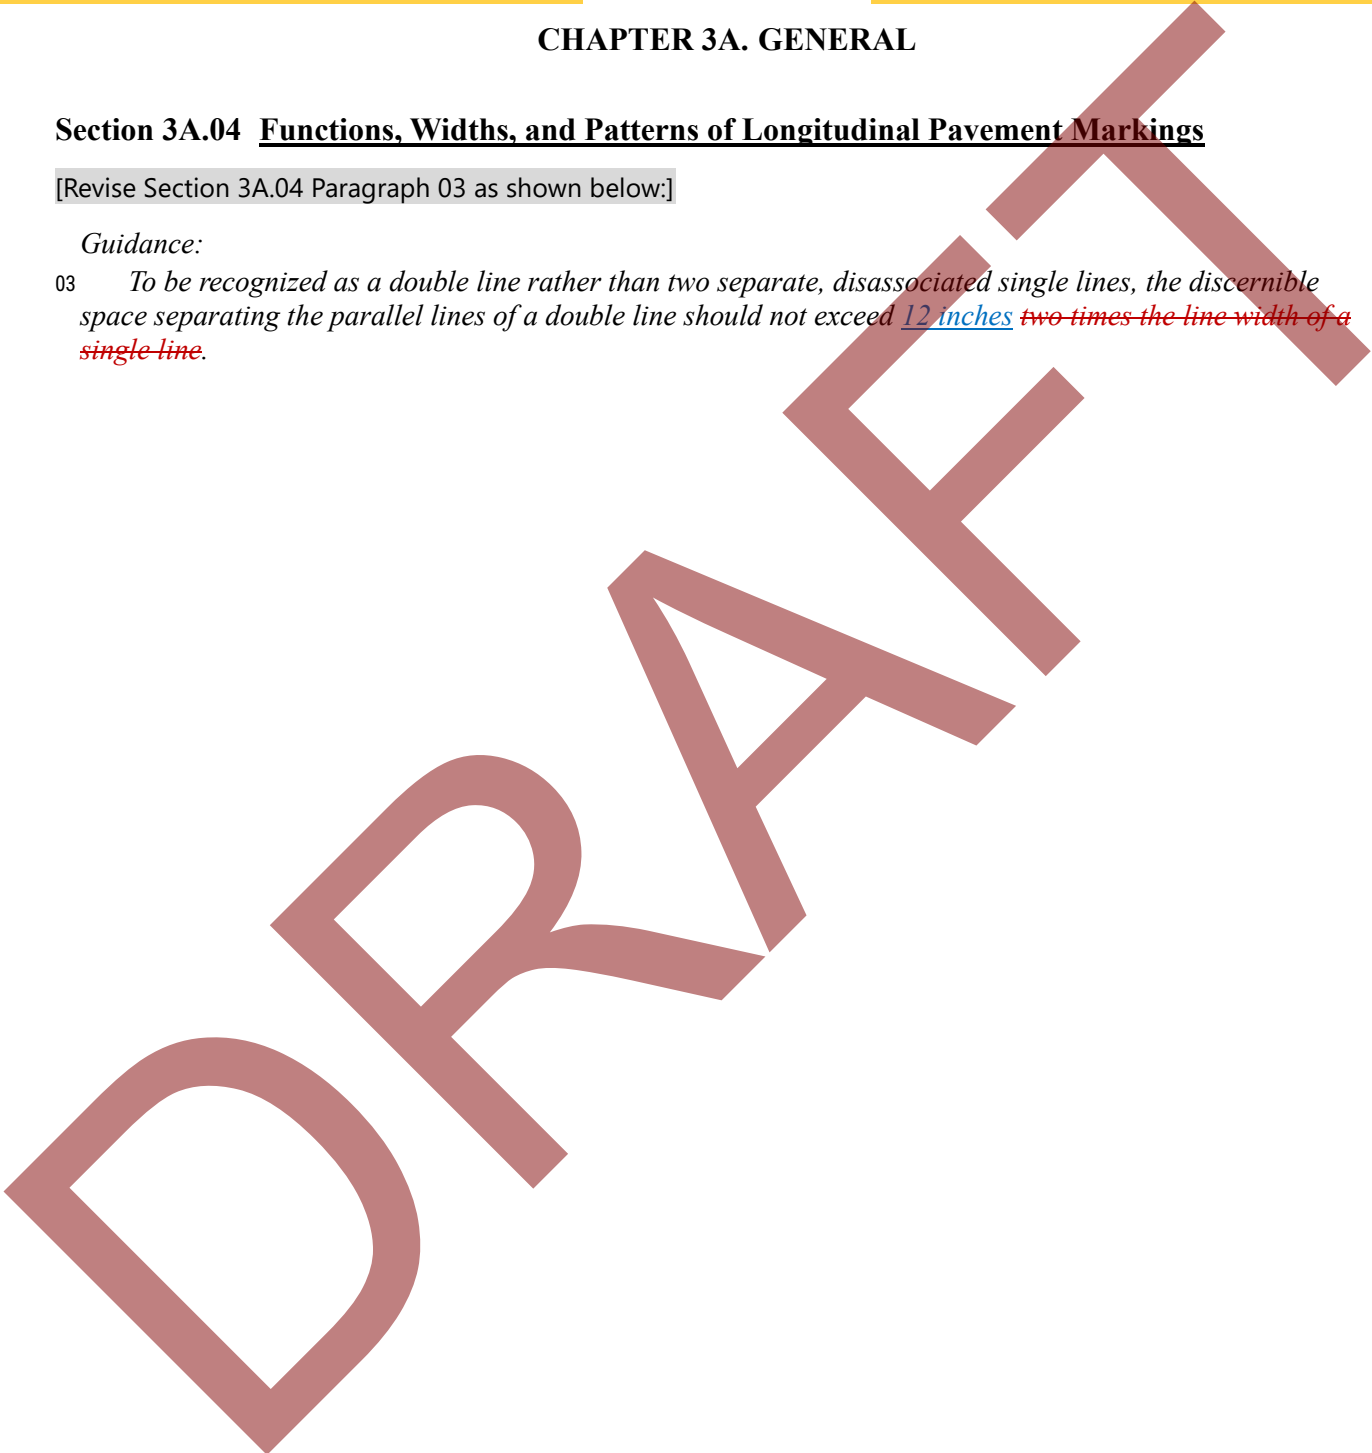 CHAPTER 3A. GENERAL
Section 3A.04 Functions, Widths, and Patterns of Longitudinal Pavement Markings
[Revise Section 3A.04 Paragraph 03 as shown below:]
Guidance:
03 To be recognized as a double line rather than two separate, disassociated single lines, the discernible
space separating the parallel lines of a double line should not exceed 12 inches two times the line width of a
single line.
DRAFT